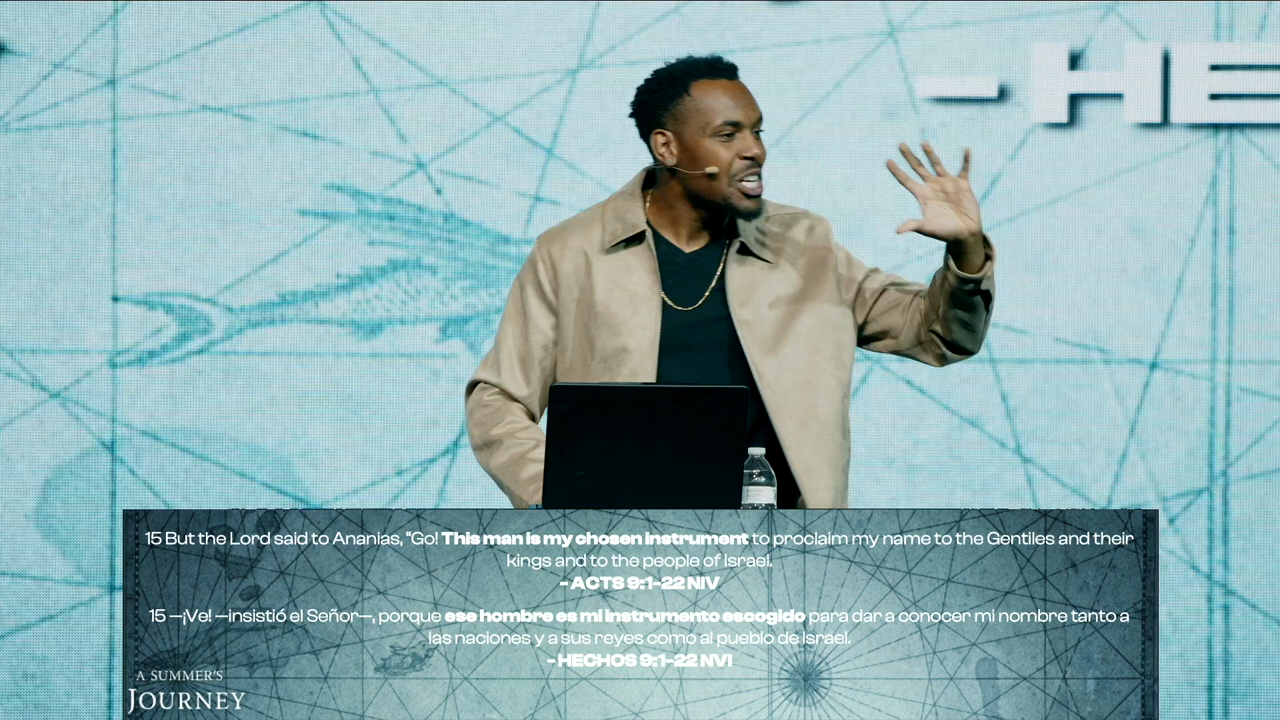 - HE
15 But the Lord said to Ananias, "Go! This man is my chosen instrument to proclaim my name to the Gentiles and their
kings and to the people of Israel.
- ACTS 9:1-22 NIV
15 —¡Ve! —insistió el Señor—, porque ese hombre es mi instrumento escogido para dar a conocer mi nombre tanto a
las naciones y a sus reyes como al pueblo de Israel.
- HECHOS 9:1-22 NVI
A SUMMER'S
JOURNEY